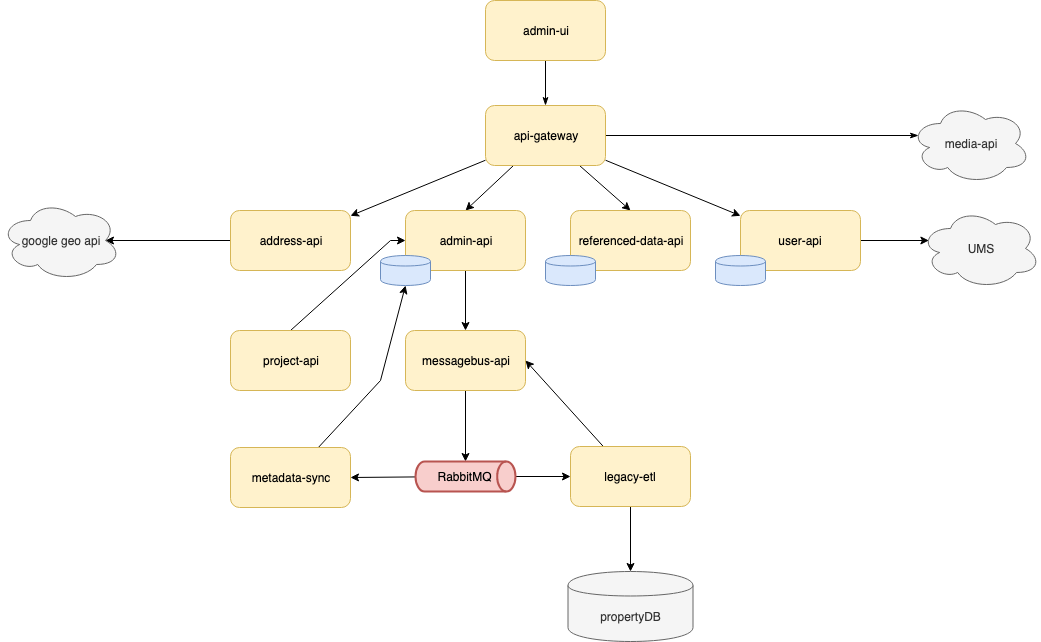 admin-ui
api-gateway
media-api
google geo api
address-api
admin-api
referenced-data-api
user-api
UMS
project-api
messagebus-api
metadata-sync
RabbitMQ
legacy-etl
propertyDB